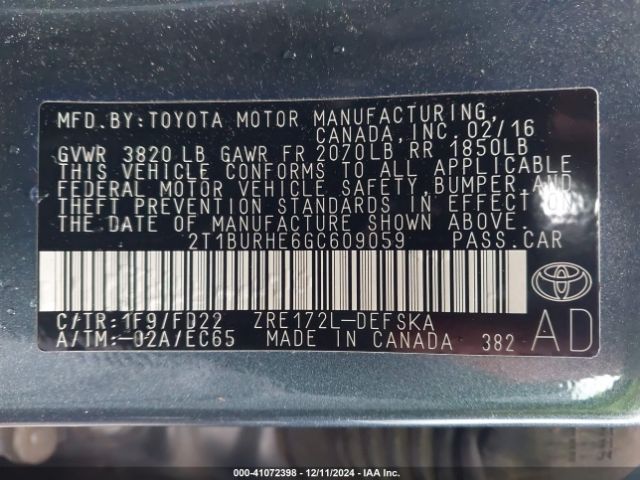 MFD. BY: TOYOTA MOTOR MANUFACTURING,
CANADA, INC. 02/16
GVWR 3820 LB GAWR FR 2070LB RR 1850LB
THIS VEHICLE CONFORMS TO ALL APPLICABLE
FEDERAL MOTOR VEHICLE SAFETY, BUMPER, AND
THEFT PREVENTION STANDARDS IN EFFECT ON
THE DATE OF MANUFACTURE SHOWN ABOVE.
2T1BURHE6GC609059 PASS. CAR
C/TR: 1F9/FD22 ZRE172L-DEFSKA
A/TM: -02A/EC65 MADE IN CANADA 382
AD
00-41072398 - 12/11/2024 - IAA Inc.